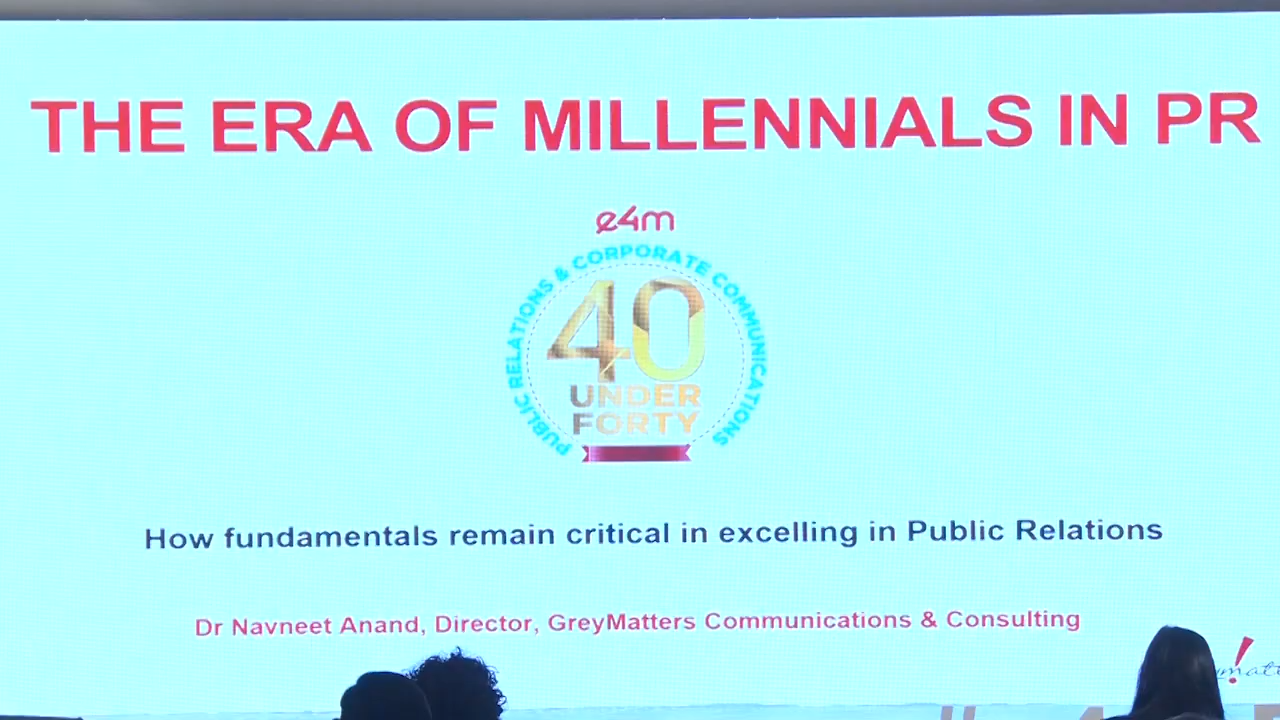 THE ERA OF MILLENNIALS IN PR
e4m
PUBLIC RELATIONS & CORPORATE COMMUNICATIONS
40
UNDER
FORTY
How fundamentals remain critical in excelling in Public Relations
Dr Navneet Anand, Director, GreyMatters Communications & Consulting